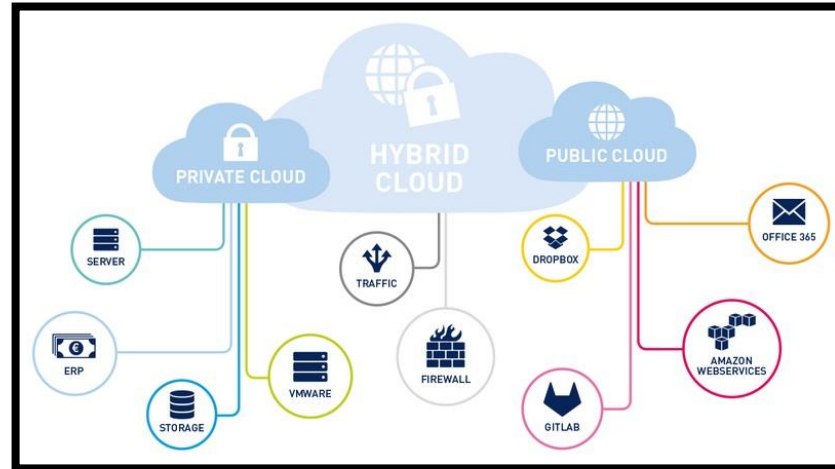 HYBRID
CLOUD
PRIVATE CLOUD
PUBLIC CLOUD
SERVER
TRAFFIC
DROPBOX
OFFICE 365
€
ERP
STORAGE
VMWARE
FIREWALL
GITLAB
AMAZON
WEBSERVICES